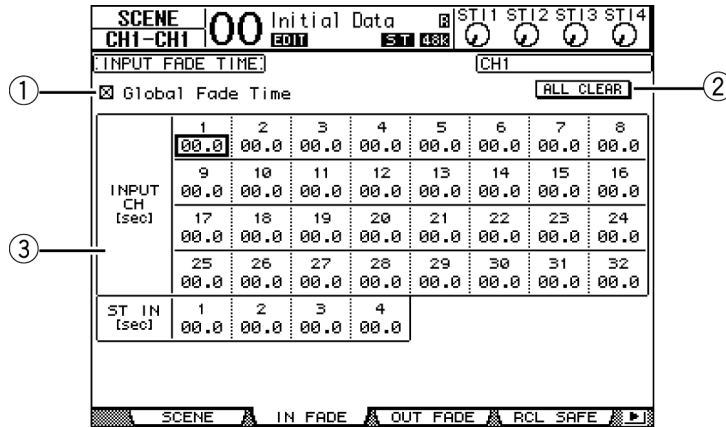 SCENE
CH1-CH1
00 Initial Data R
EDIT ST 48K
STI1 STI2 STI3 STI4
INPUT FADE TIME
CH1
① ☒ Global Fade Time
ALL CLEAR ②
③
INPUT CH [sec]
1 2 3 4 5 6 7 8
00.0 00.0 00.0 00.0 00.0 00.0 00.0 00.0
9 10 11 12 13 14 15 16
00.0 00.0 00.0 00.0 00.0 00.0 00.0 00.0
17 18 19 20 21 22 23 24
00.0 00.0 00.0 00.0 00.0 00.0 00.0 00.0
25 26 27 28 29 30 31 32
00.0 00.0 00.0 00.0 00.0 00.0 00.0 00.0
ST IN [sec]
1 2 3 4
00.0 00.0 00.0 00.0
SCENE IN FADE OUT FADE RCL SAFE